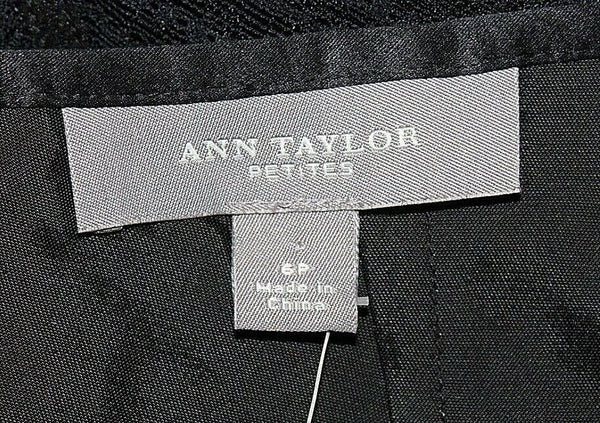 ANN TAYLOR
PETITES
6P
Made in
China